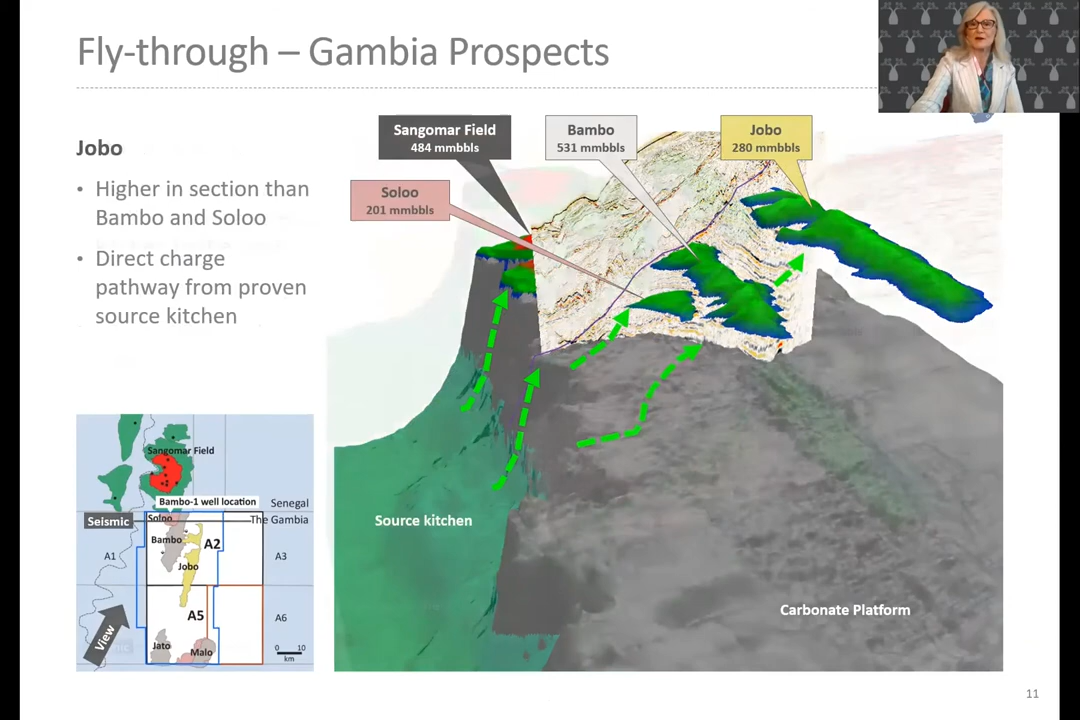 Fly-through – Gambia Prospects
Jobo
• Higher in section than
Bambo and Soloo
• Direct charge
pathway from proven
source kitchen
Sangomar Field
484 mmbbls
Bambo
531 mmbbls
Jobo
280 mmbbls
Soloo
201 mmbbls
Source kitchen
Carbonate Platform
Sangomar Field
Bambo-1 well location
Senegal
Seismic
Soloo
The Gambia
Bambo
A2
A1
A3
Jobo
A5
A6
View
Jato
Malo
0 10
km
11